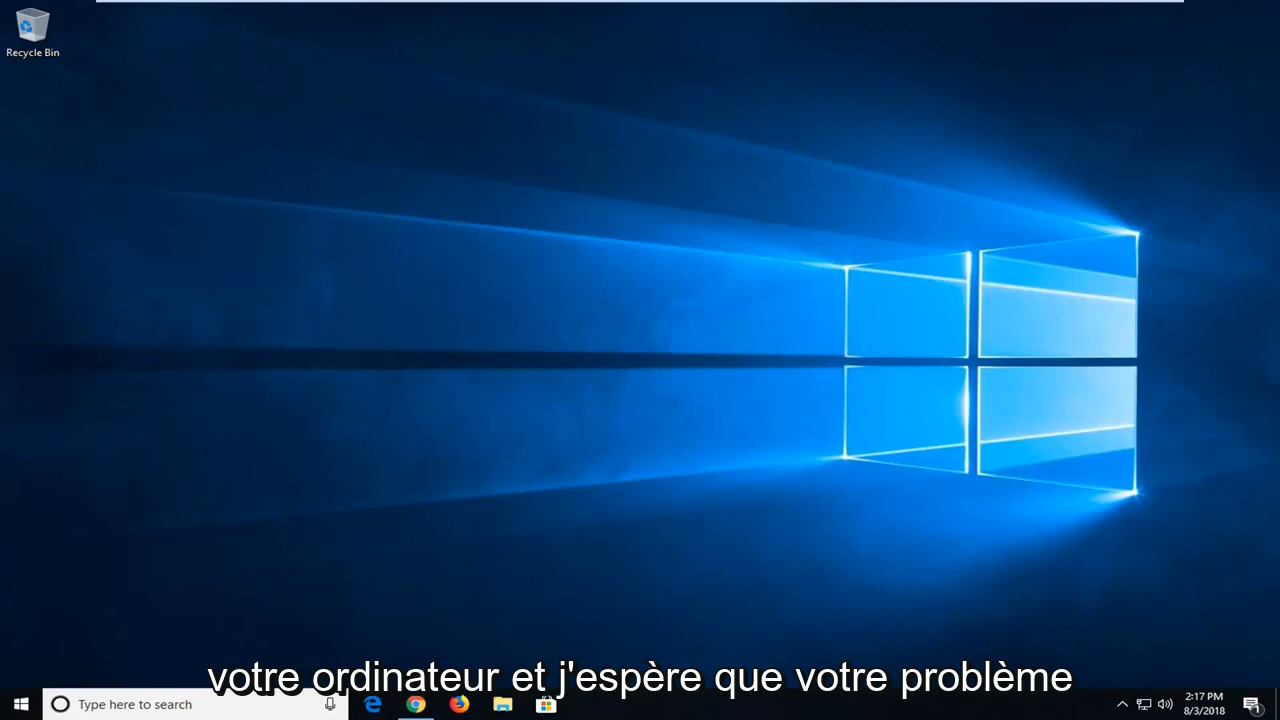 Recycle Bin
votre ordinateur et j'espère que votre problème
Type here to search
2:17 PM
8/3/2018
1